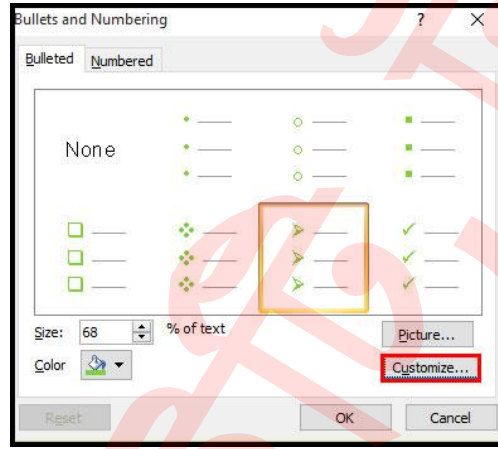 Bullets and Numbering ? X
Bulleted Numbered
None
Size: 68 % of text Picture...
Color Customize...
Reset OK Cancel